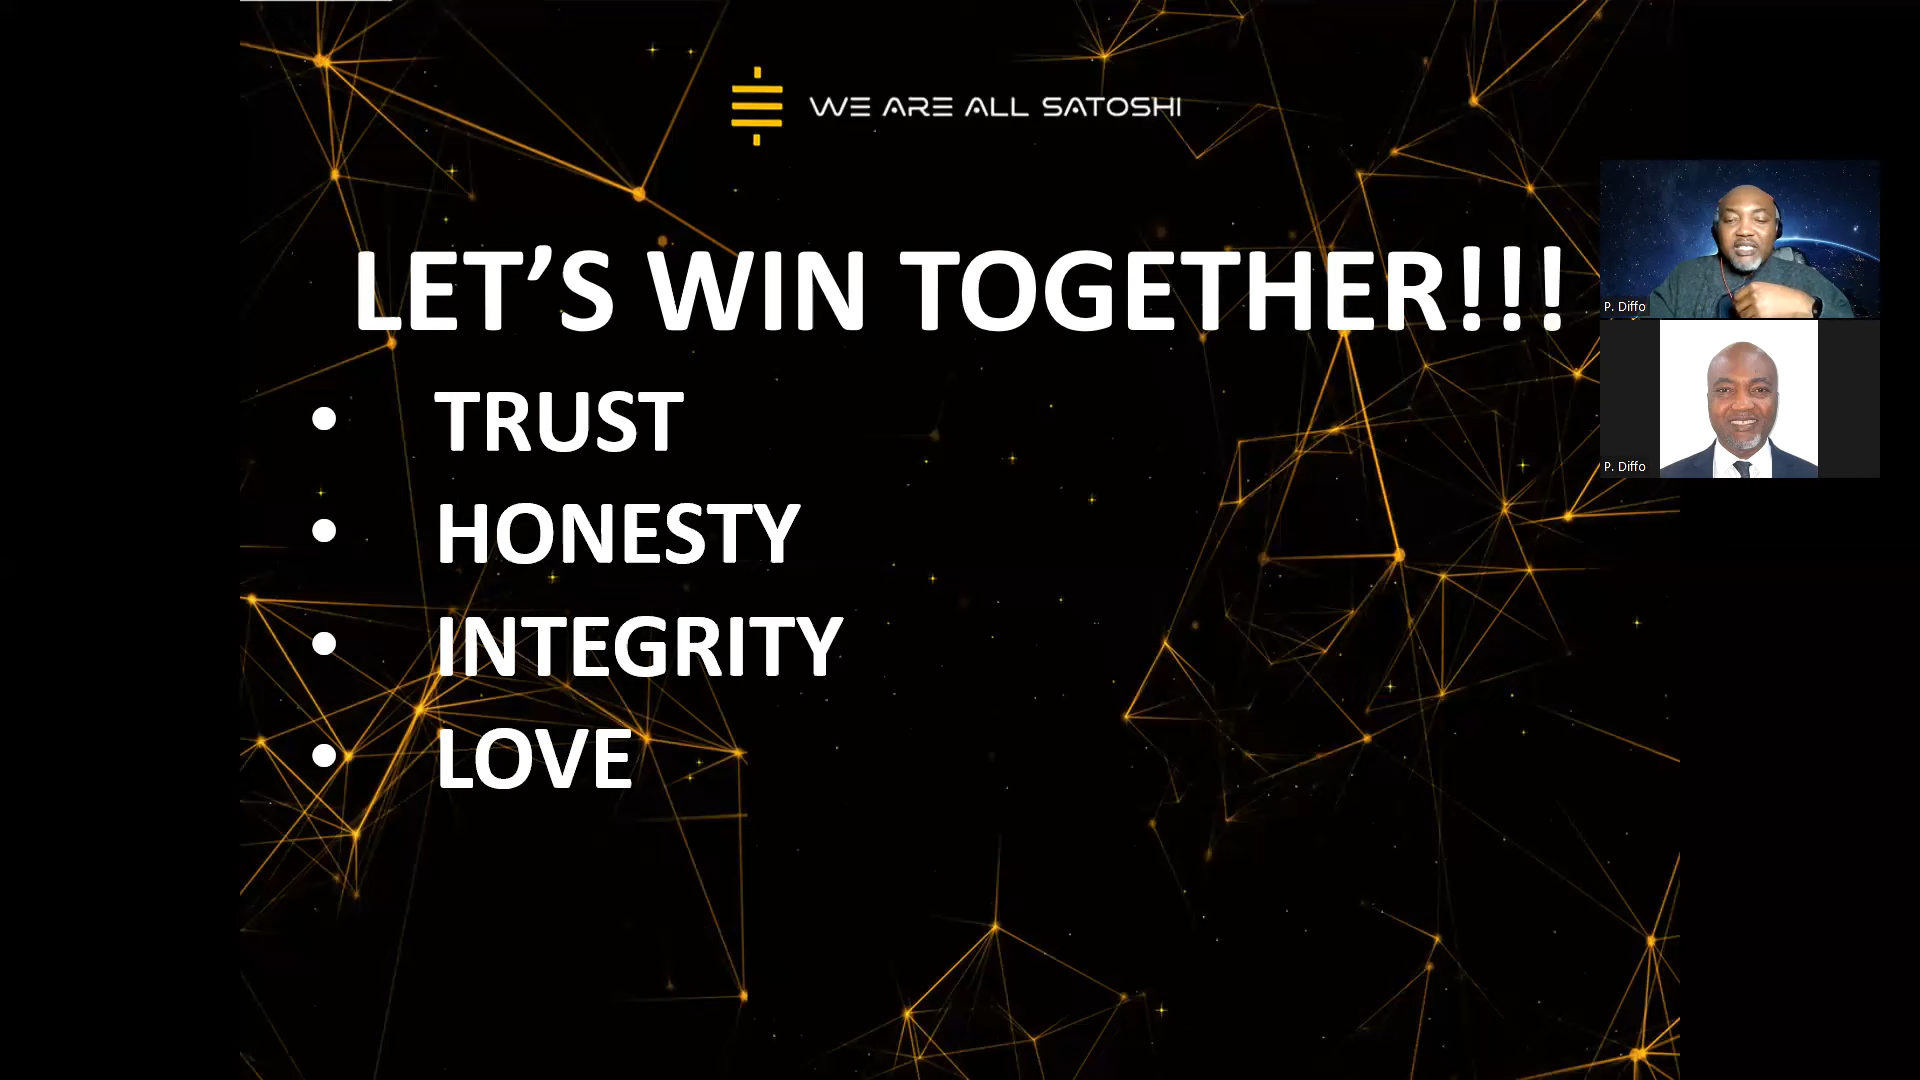 WE ARE ALL SATOSHI
LET’S WIN TOGETHER!!!
• TRUST
• HONESTY
• INTEGRITY
• LOVE
P. Diffo
P. Diffo